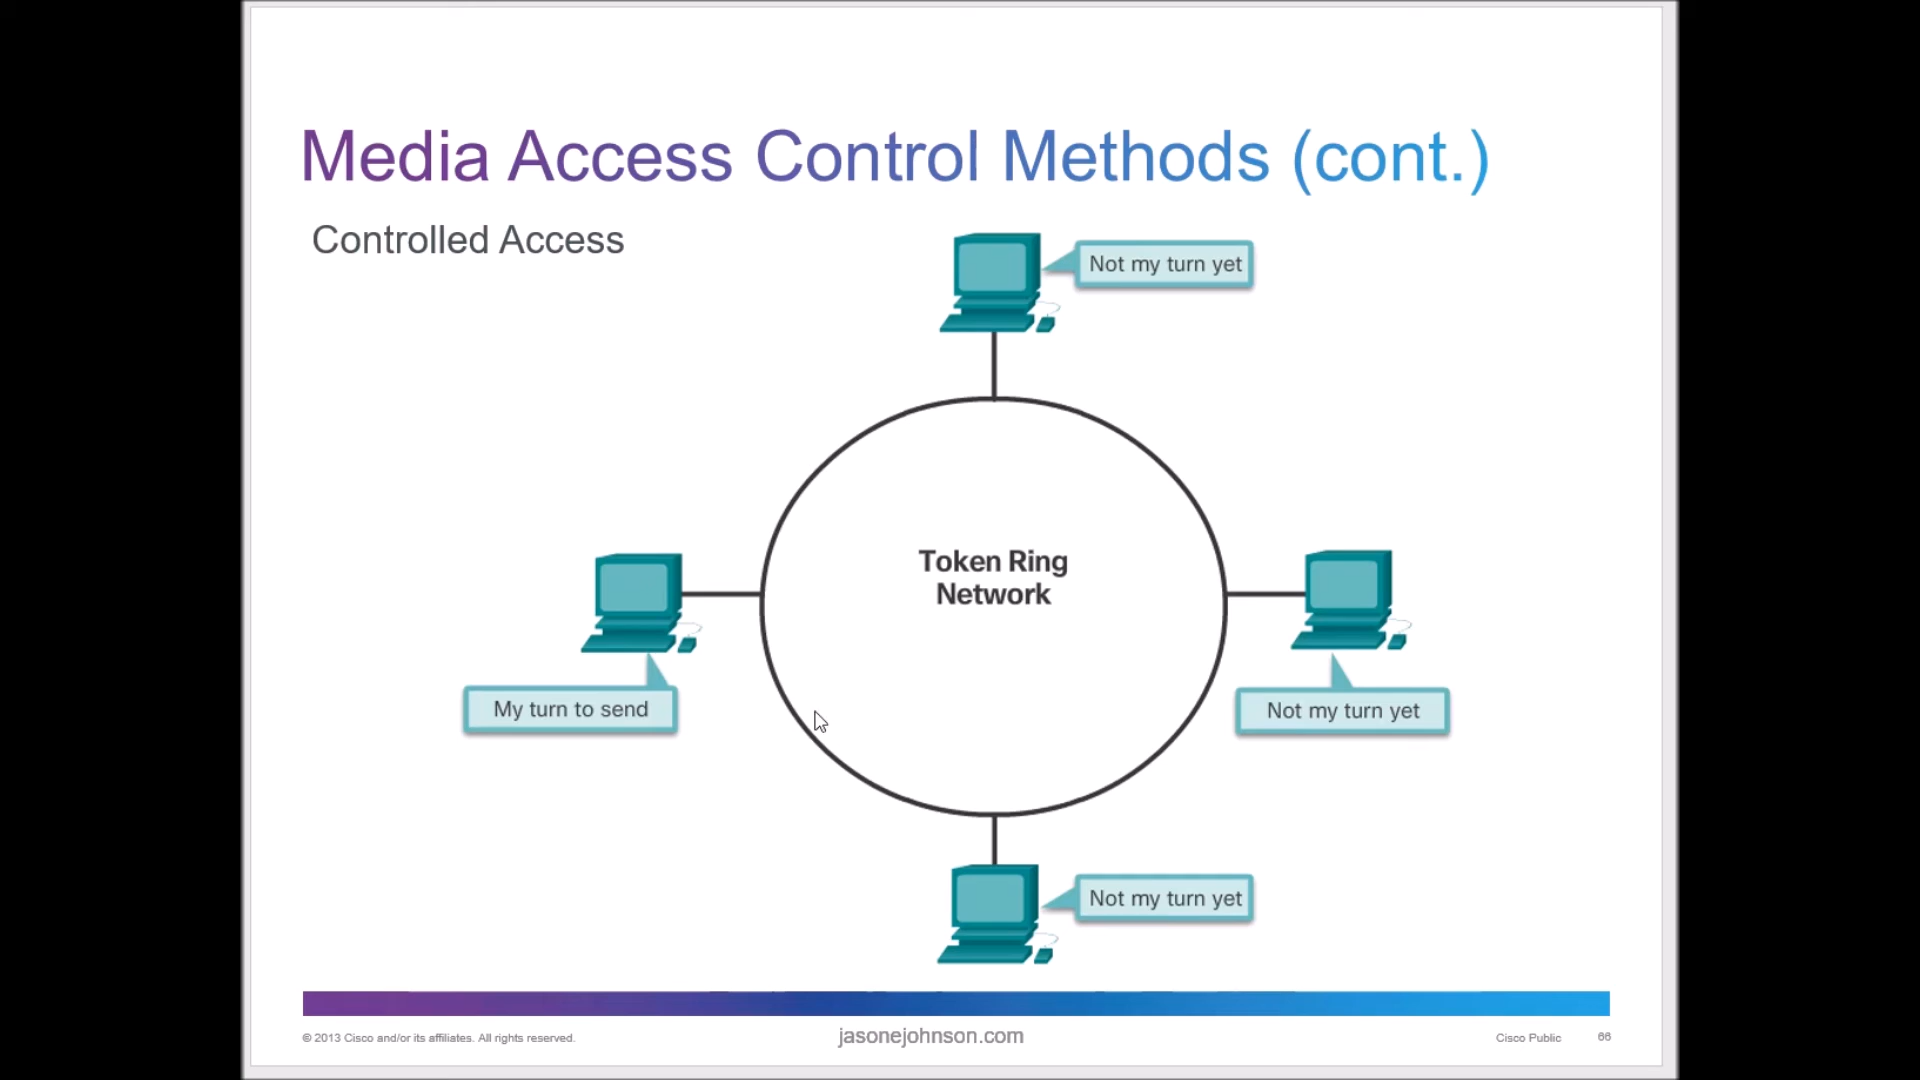 Media Access Control Methods (cont.)
Controlled Access
Not my turn yet
Token Ring
Network
My turn to send
Not my turn yet
Not my turn yet
© 2013 Cisco and/or its affiliates. All rights reserved.
jasonejohnson.com
Cisco Public
66